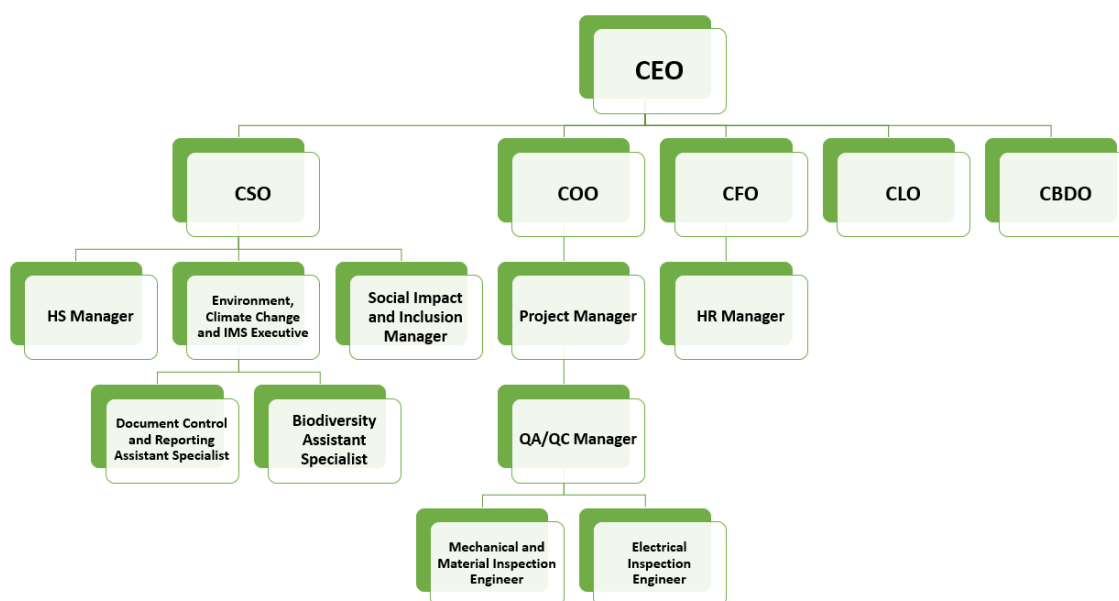 CEO
CSO
COO
CFO
CLO
CBDO
HS Manager
Environment,
Climate Change
and IMS Executive
Social Impact
and Inclusion
Manager
Project Manager
HR Manager
Document Control
and Reporting
Assistant Specialist
Biodiversity
Assistant
Specialist
QA/QC Manager
Mechanical and
Material Inspection
Engineer
Electrical
Inspection
Engineer